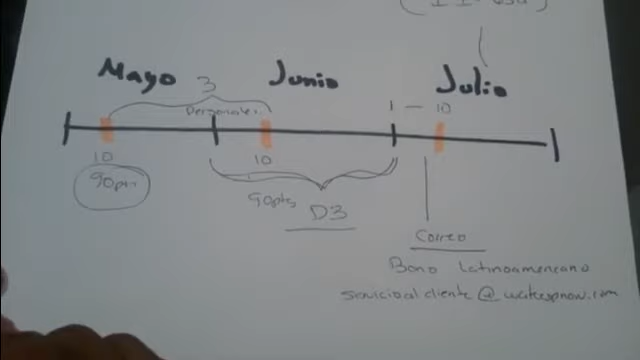 Mayo 3 Junio Julio
Personales 1 – 10
10 10
90pts 90pts
D3
Correo
Bono Latinoamericano
servicioalcliente@